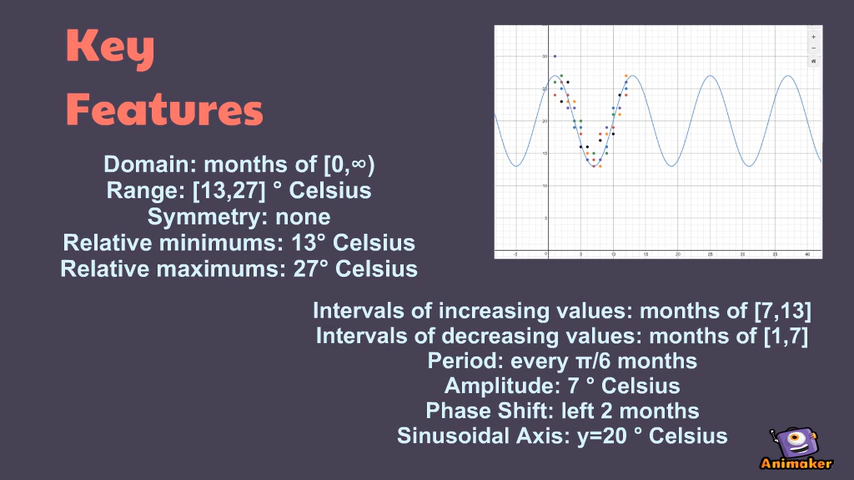 Key
Features
Domain: months of [0,∞)
Range: [13,27] ° Celsius
Symmetry: none
Relative minimums: 13° Celsius
Relative maximums: 27° Celsius
Intervals of increasing values: months of [7,13]
Intervals of decreasing values: months of [1,7]
Period: every π/6 months
Amplitude: 7 ° Celsius
Phase Shift: left 2 months
Sinusoidal Axis: y=20 ° Celsius
Animaker